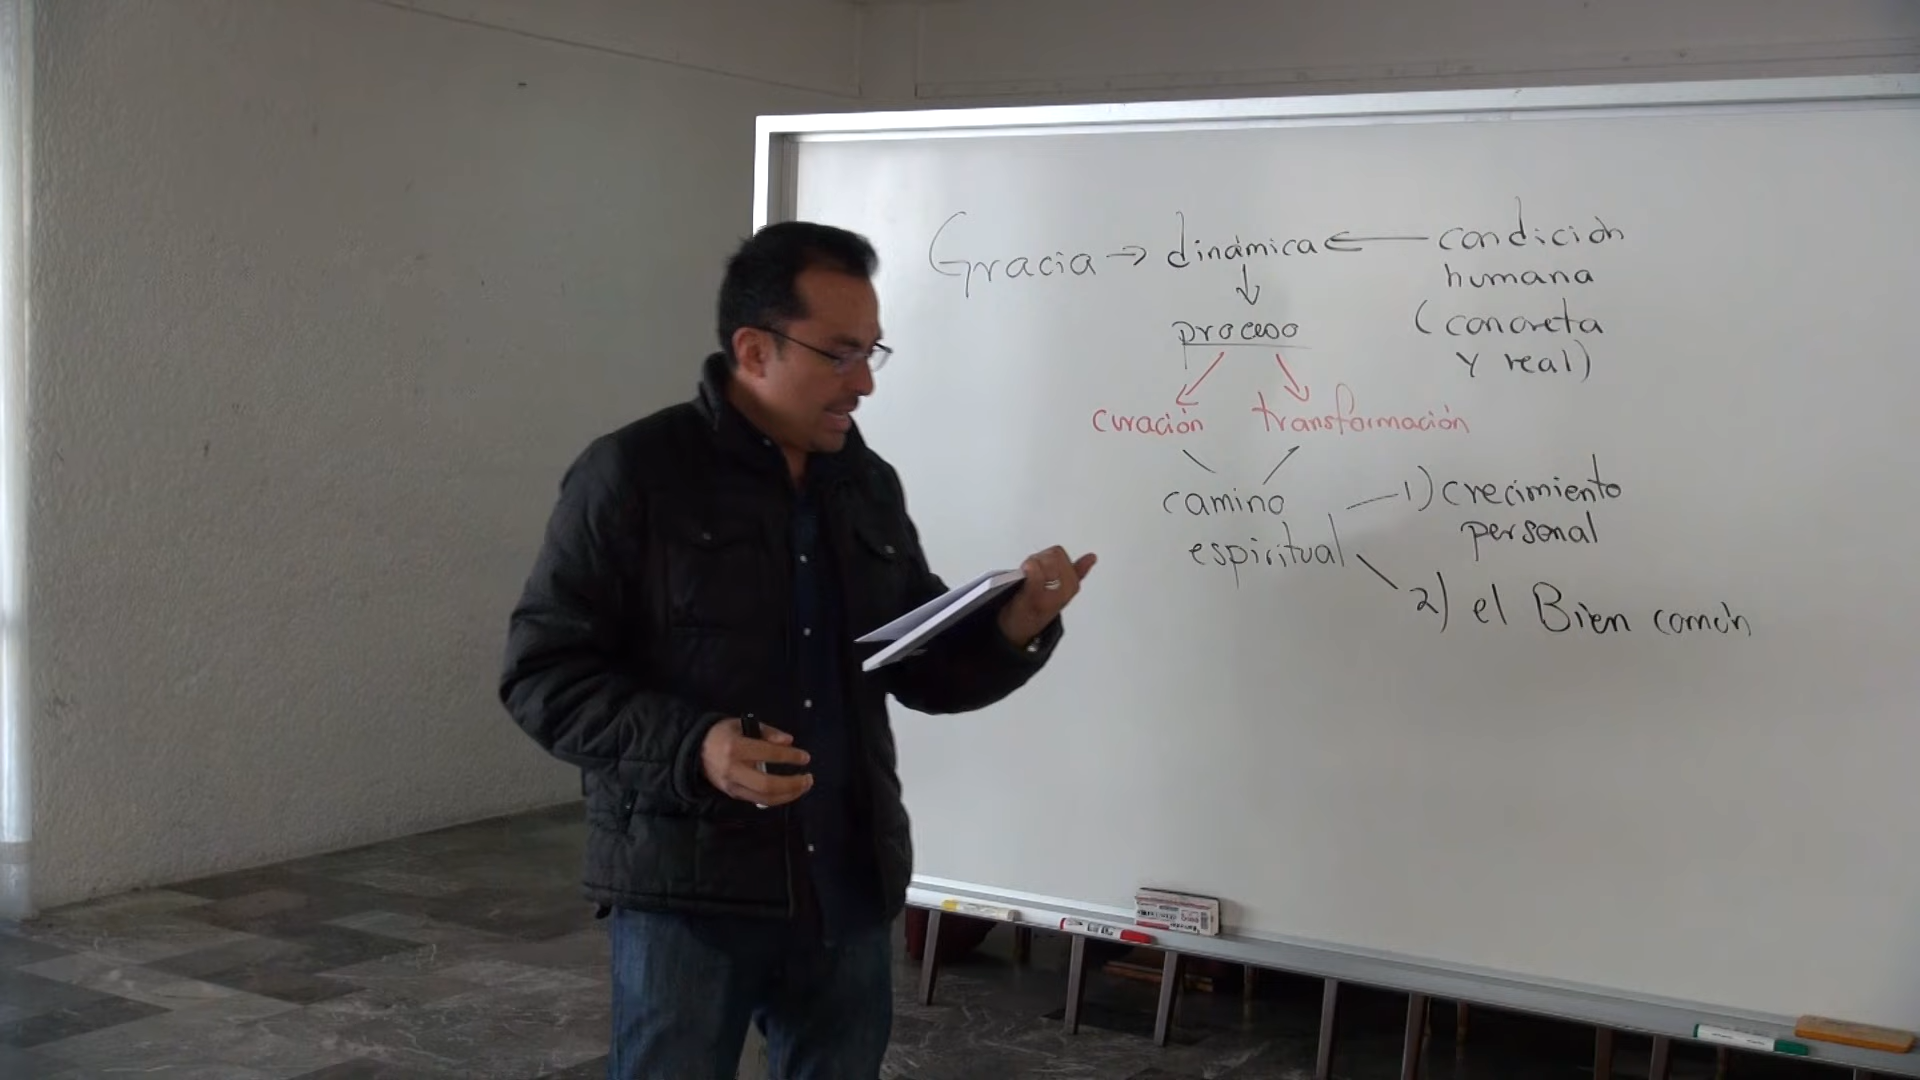 Gracia → dinámica ← condición
humana
(concreta
y real)
↓
proceso
curación transformación
camino
espiritual
1) crecimiento
personal
2) el Bien común